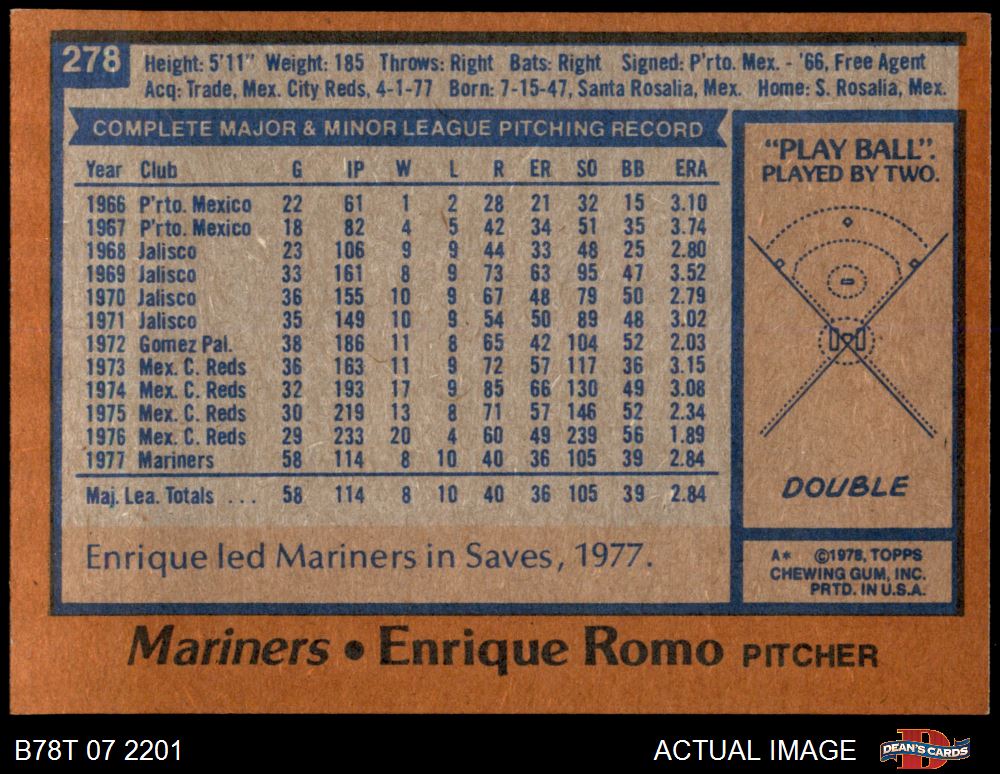 278
Height: 5'11" Weight: 185 Throws: Right Bats: Right Signed: P'rto. Mex. - '66, Free Agent
Acq: Trade, Mex. City Reds, 4-1-77 Born: 7-15-47, Santa Rosalia, Mex. Home: S. Rosalia, Mex.
COMPLETE MAJOR & MINOR LEAGUE PITCHING RECORD
Year Club G IP W L R ER SO BB ERA
1966 P'rto. Mexico 22 61 1 2 28 21 32 15 3.10
1967 P'rto. Mexico 18 82 4 5 42 34 51 35 3.74
1968 Jalisco 23 106 9 9 44 33 48 25 2.80
1969 Jalisco 33 161 8 9 73 63 95 47 3.52
1970 Jalisco 36 155 10 9 67 48 79 50 2.79
1971 Jalisco 35 149 10 9 54 50 89 48 3.02
1972 Gomez Pal. 38 186 11 8 65 42 104 52 2.03
1973 Mex. C. Reds 36 163 11 9 72 57 117 36 3.15
1974 Mex. C. Reds 32 193 17 9 85 66 130 49 3.08
1975 Mex. C. Reds 30 219 13 8 71 57 146 52 2.34
1976 Mex. C. Reds 29 233 20 4 60 49 239 56 1.89
1977 Mariners 58 114 8 10 40 36 105 39 2.84
Maj. Lea. Totals ... 58 114 8 10 40 36 105 39 2.84
Enrique led Mariners in Saves, 1977.
"PLAY BALL".
PLAYED BY TWO.
DOUBLE
A* ©1978, TOPPS
CHEWING GUM, INC.
PRTD. IN U.S.A.
Mariners • Enrique Romo PITCHER
B78T 07 2201
ACTUAL IMAGE
DEAN'S CARDS